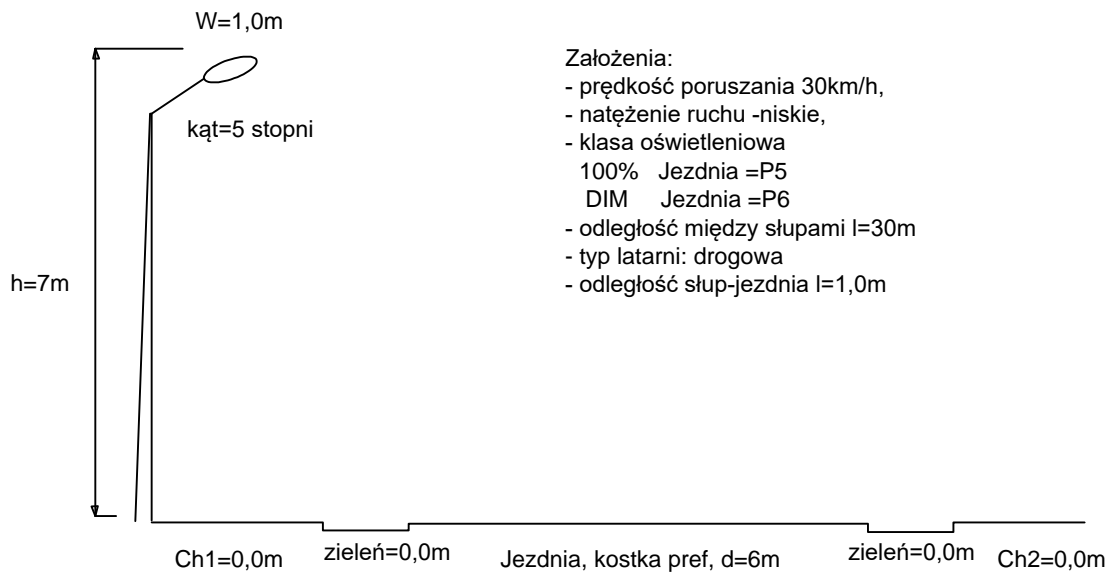 W=1,0m
kąt=5 stopni
h=7m
Założenia:
- prędkość poruszania 30km/h,
- natężenie ruchu -niskie,
- klasa oświetleniowa
100% Jezdnia =P5
DIM Jezdnia =P6
- odległość między słupami l=30m
- typ latarni: drogowa
- odległość słup-jezdnia l=1,0m
Ch1=0,0m
zieleń=0,0m
Jezdnia, kostka pref, d=6m
zieleń=0,0m
Ch2=0,0m